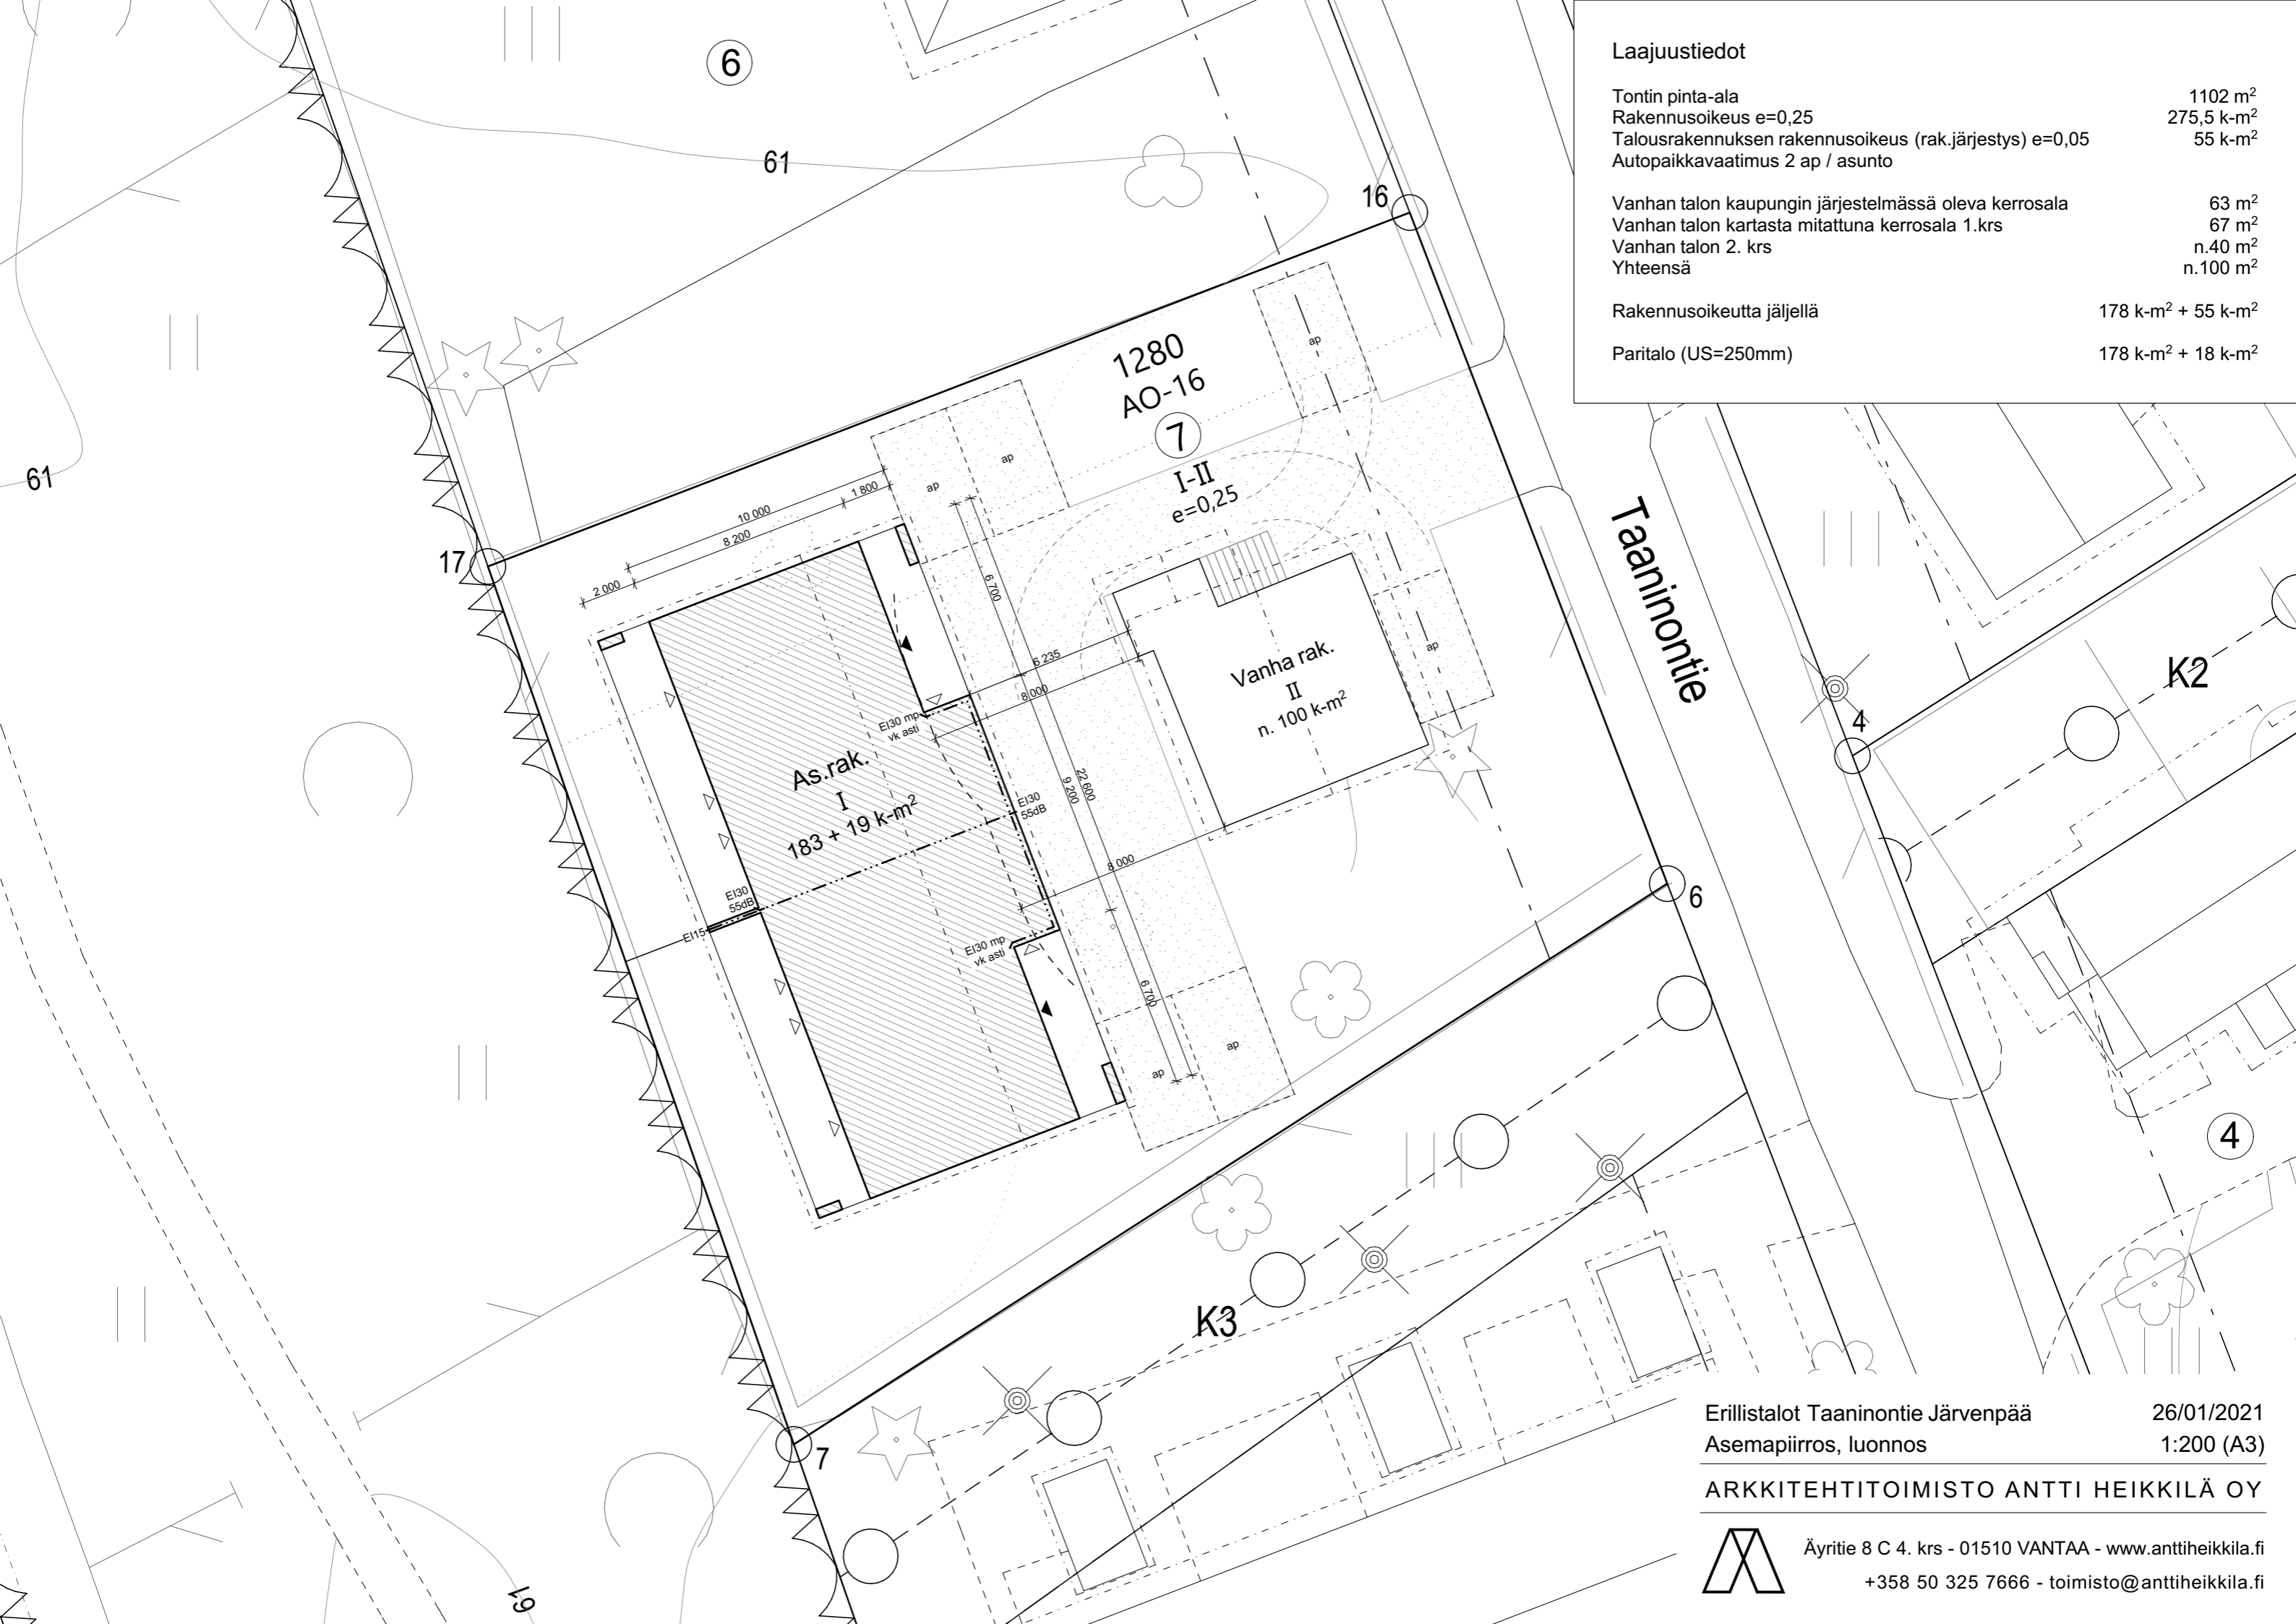 Laajuustiedot
Tontin pinta-ala 1102 m²
Rakennusoikeus e=0,25 275,5 k-m²
Talousrakennuksen rakennusoikeus (rak.järjestys) e=0,05 55 k-m²
Autopaikkavaatimus 2 ap / asunto
Vanhan talon kaupungin järjestelmässä oleva kerrosala 63 m²
Vanhan talon kartasta mitattuna kerrosala 1.krs 67 m²
Vanhan talon 2. krs n.40 m²
Yhteensä n.100 m²
Rakennusoikeutta jäljellä 178 k-m² + 55 k-m²
Paritalo (US=250mm) 178 k-m² + 18 k-m²
6
61
16
61
17
1280
AO-16
7
I-II
e=0,25
ap
ap
ap
10 000
1 800
8 200
2 000
6 700
6 235
8 000
Vanha rak.
II
n. 100 k-m²
ap
Taaninontie
K2
4
EI30 mp
vk asti
As.rak.
I
183 + 19 k-m²
22 600
9 200
EI30
55dB
8 000
EI30
55dB
EI15
EI30 mp
vk asti
6
6 700
ap
ap
4
K3
7
61
Erillistalot Taaninontie Järvenpää 26/01/2021
Asemapiirros, luonnos 1:200 (A3)
ARKKITEHTITOIMISTO ANTTI HEIKKILÄ OY
Äyritie 8 C 4. krs - 01510 VANTAA - www.anttiheikkila.fi
+358 50 325 7666 - toimisto@anttiheikkila.fi